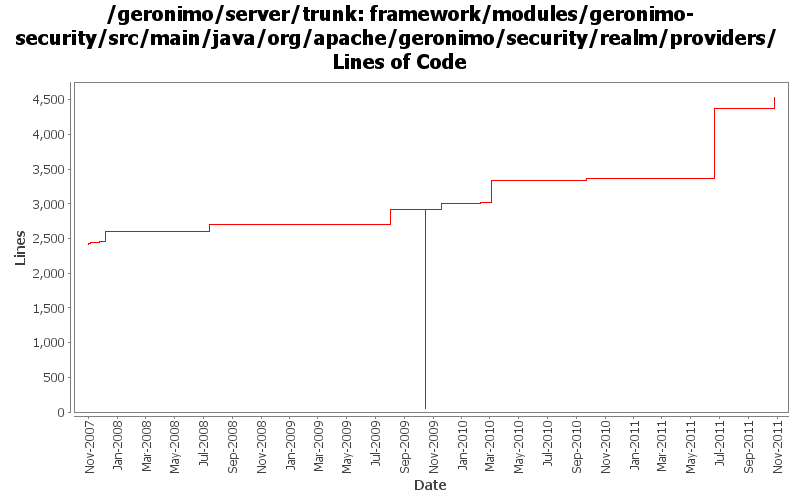 /geronimo/server/trunk: framework/modules/geronimo-
security/src/main/java/org/apache/geronimo/security/realm/providers/
Lines of Code
Lines
4,500
4,000
3,500
3,000
2,500
2,000
1,500
1,000
500
0
Nov-2007
Jan-2008
Mar-2008
May-2008
Jul-2008
Sep-2008
Nov-2008
Jan-2009
Mar-2009
May-2009
Jul-2009
Sep-2009
Nov-2009
Jan-2010
Mar-2010
May-2010
Jul-2010
Sep-2010
Nov-2010
Jan-2011
Mar-2011
May-2011
Jul-2011
Sep-2011
Nov-2011
Date